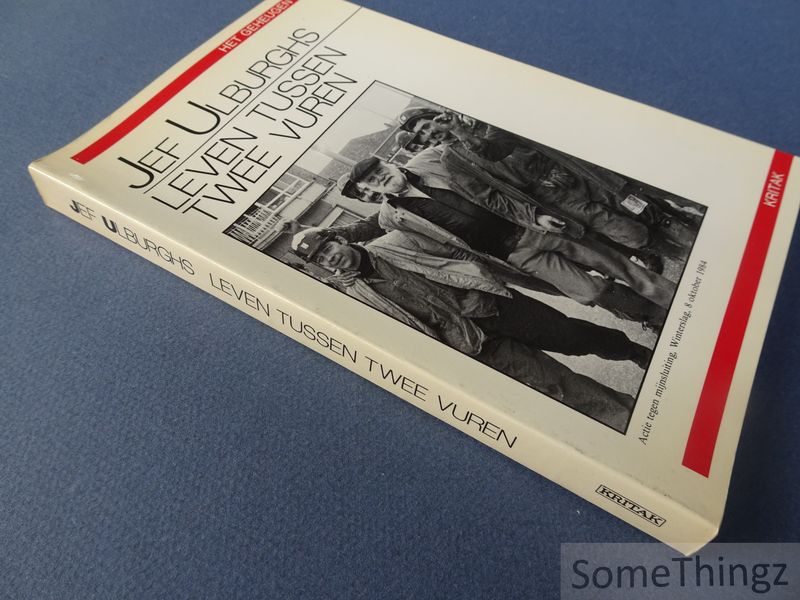 HET GEHEUGEN
JEF ULBURGHS
LEVEN TUSSEN
TWEE VUREN
KRITAK
Actie tegen mijnsluiting, Winterslag, 8 oktober 1984
JEF ULBURGHS LEVEN TUSSEN TWEE VUREN
KRITAK
SomeThingz